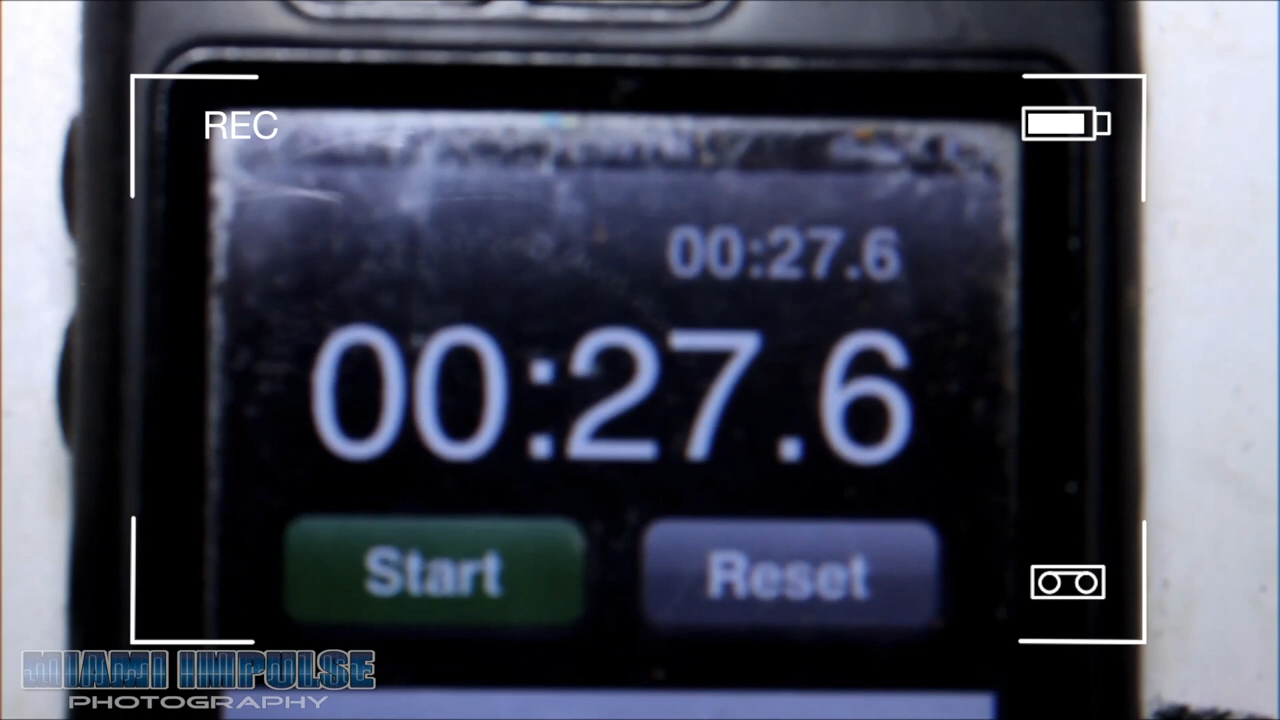 REC
00:27.6
00:27.6
Start Reset
MIAMI IMPULSE
PHOTOGRAPHY